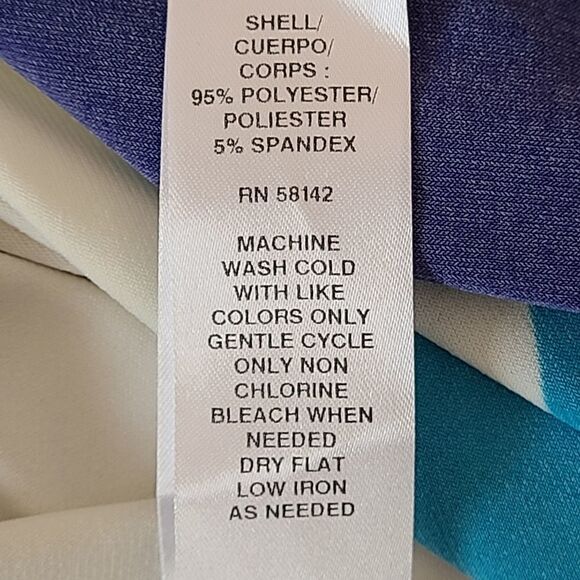 SHELL/
CUERPO/
CORPS :
95% POLYESTER/
POLIESTER
5% SPANDEX
RN 58142
MACHINE
WASH COLD
WITH LIKE
COLORS ONLY
GENTLE CYCLE
ONLY NON
CHLORINE
BLEACH WHEN
NEEDED
DRY FLAT
LOW IRON
AS NEEDED